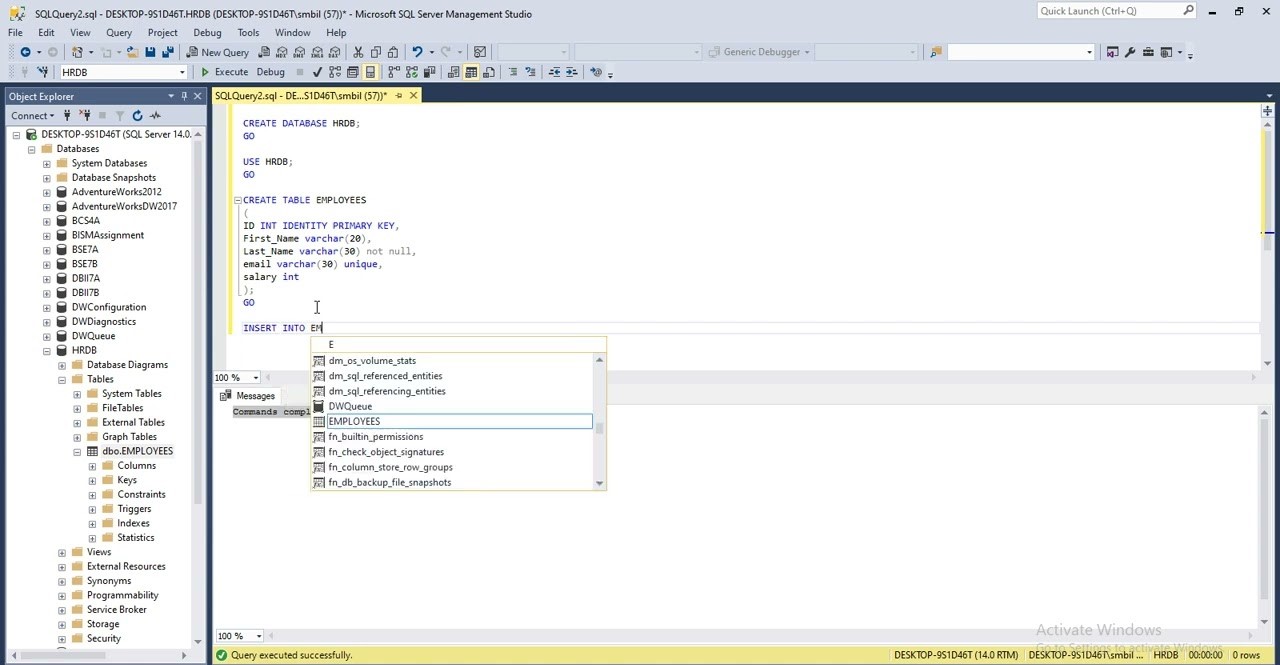 SQLQuery2.sql - DESKTOP-9S1D46T.HRDB (DESKTOP-9S1D46T\smbil (57))* - Microsoft SQL Server Management Studio
Quick Launch (Ctrl+Q)
File Edit View Query Project Debug Tools Window Help
New Query
Generic Debugger
HRDB
Execute Debug
Object Explorer
SQLQuery2.sql - DE...S1D46T\smbil (57))*
Connect
DESKTOP-9S1D46T (SQL Server 14.0.
Databases
System Databases
Database Snapshots
AdventureWorks2012
AdventureWorksDW2017
BCS4A
BISMAssignment
BSE7A
BSE7B
DBII7A
DBII7B
DWConfiguration
DWDiagnostics
DWQueue
HRDB
Database Diagrams
Tables
System Tables
FileTables
External Tables
Graph Tables
dbo.EMPLOYEES
Columns
Keys
Constraints
Triggers
Indexes
Statistics
Views
External Resources
Synonyms
Programmability
Service Broker
Storage
Security
CREATE DATABASE HRDB;
GO
USE HRDB;
GO
CREATE TABLE EMPLOYEES
(
ID INT IDENTITY PRIMARY KEY,
First_Name varchar(20),
Last_Name varchar(30) not null,
email varchar(30) unique,
salary int
);
GO
INSERT INTO EM
E
dm_os_volume_stats
dm_sql_referenced_entities
dm_sql_referencing_entities
DWQueue
EMPLOYEES
fn_builtin_permissions
fn_check_object_signatures
fn_column_store_row_groups
fn_db_backup_file_snapshots
100 %
Messages
Commands compl
100 %
Activate Windows
Go to Settings to activate Windows.
Query executed successfully.
DESKTOP-9S1D46T (14.0 RTM) DESKTOP-9S1D46T\smbil ... HRDB 00:00:00 0 rows